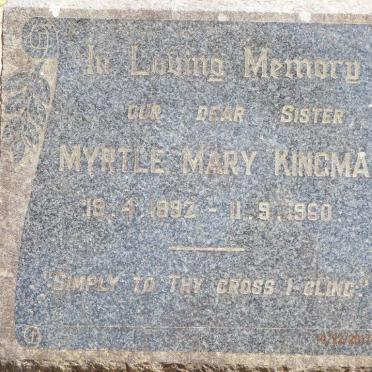 In Loving Memory
OUR DEAR SISTER
MYRTLE MARY KINGMA
19.4.1892 - 11.9.1960.
"SIMPLY TO THY CROSS I CLING."